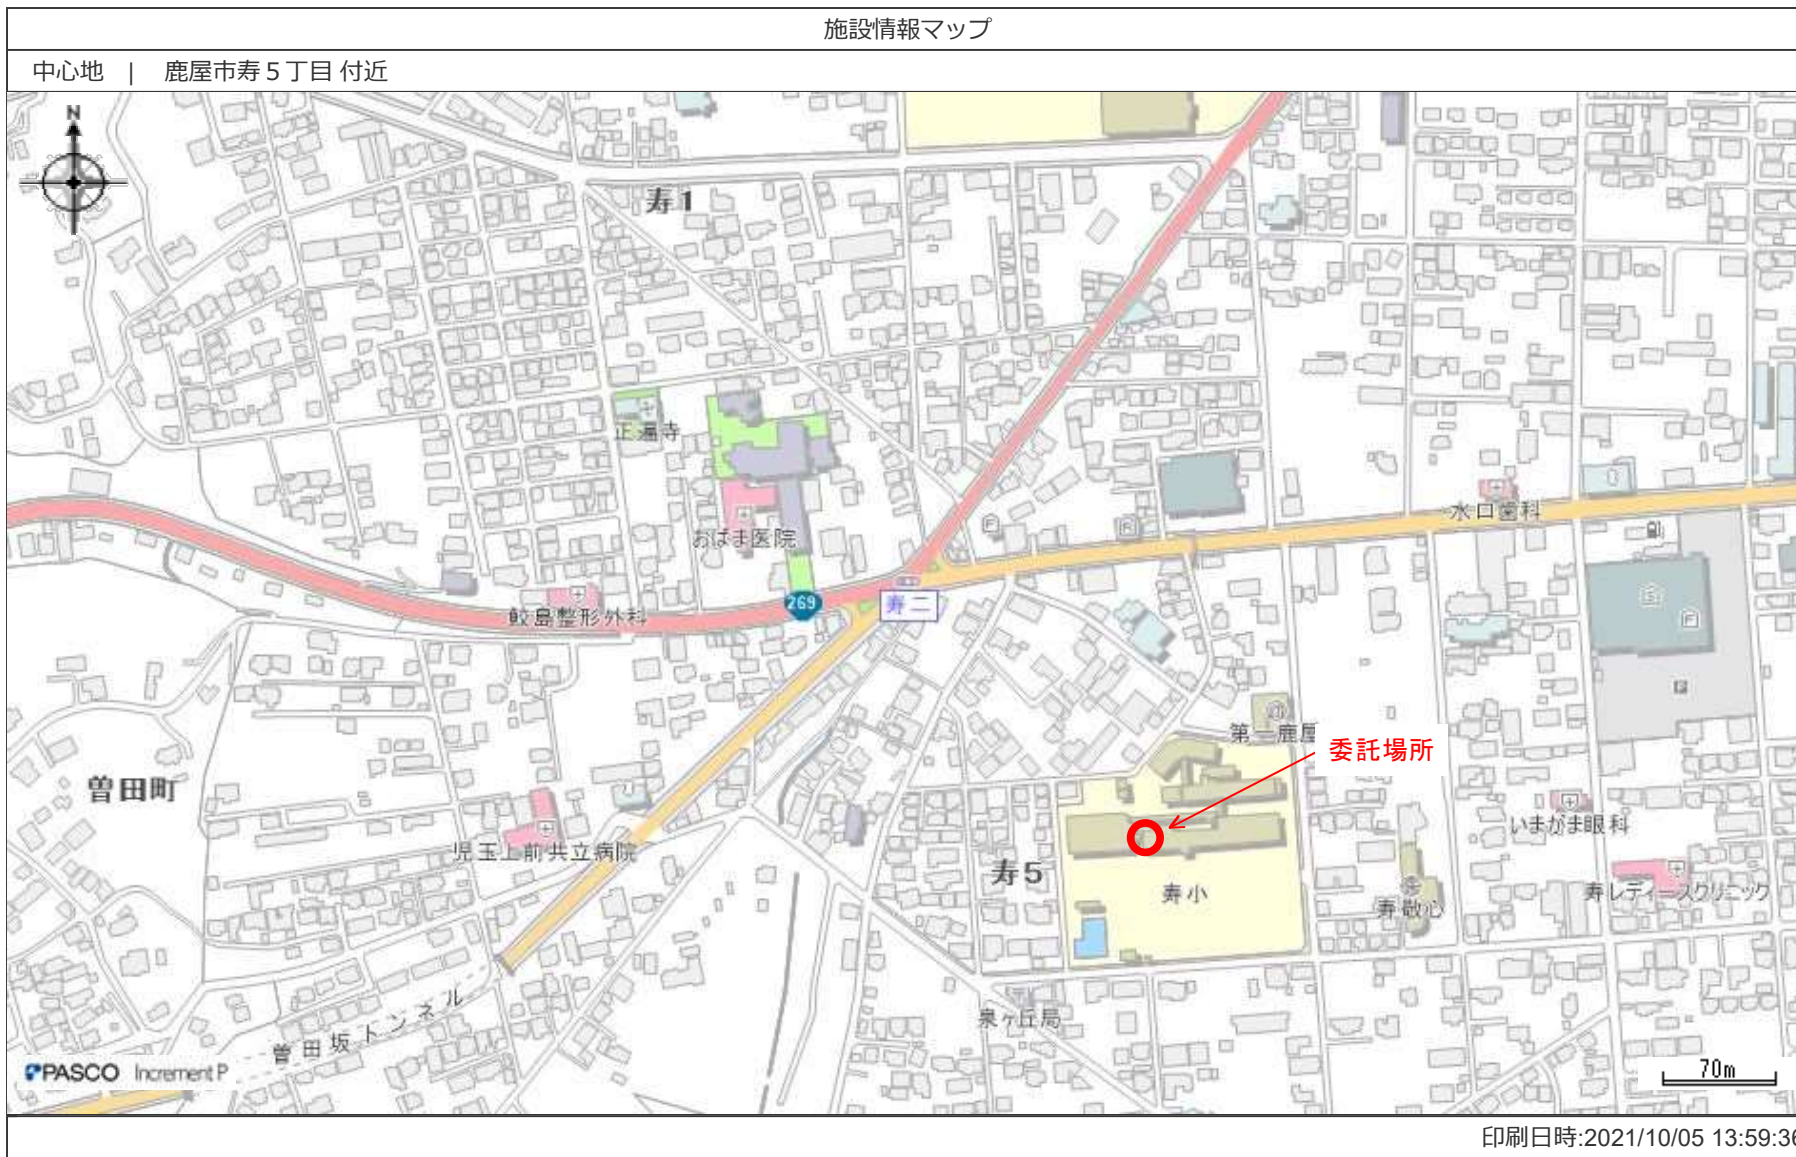 施設情報マップ
中心地 | 鹿屋市寿5丁目 付近
N
寿1
正遍寺
おばま医院
水口歯科
269
寿二
鮫島整形外科
第一鹿屋
委託場所
曽田町
児玉上前共立病院
いまがま眼科
寿5
寿小
寿敬心
寿レディースクリニック
泉ヶ丘局
曽田坂トンネル
PASCO Increment P
70m
印刷日時:2021/10/05 13:59:36